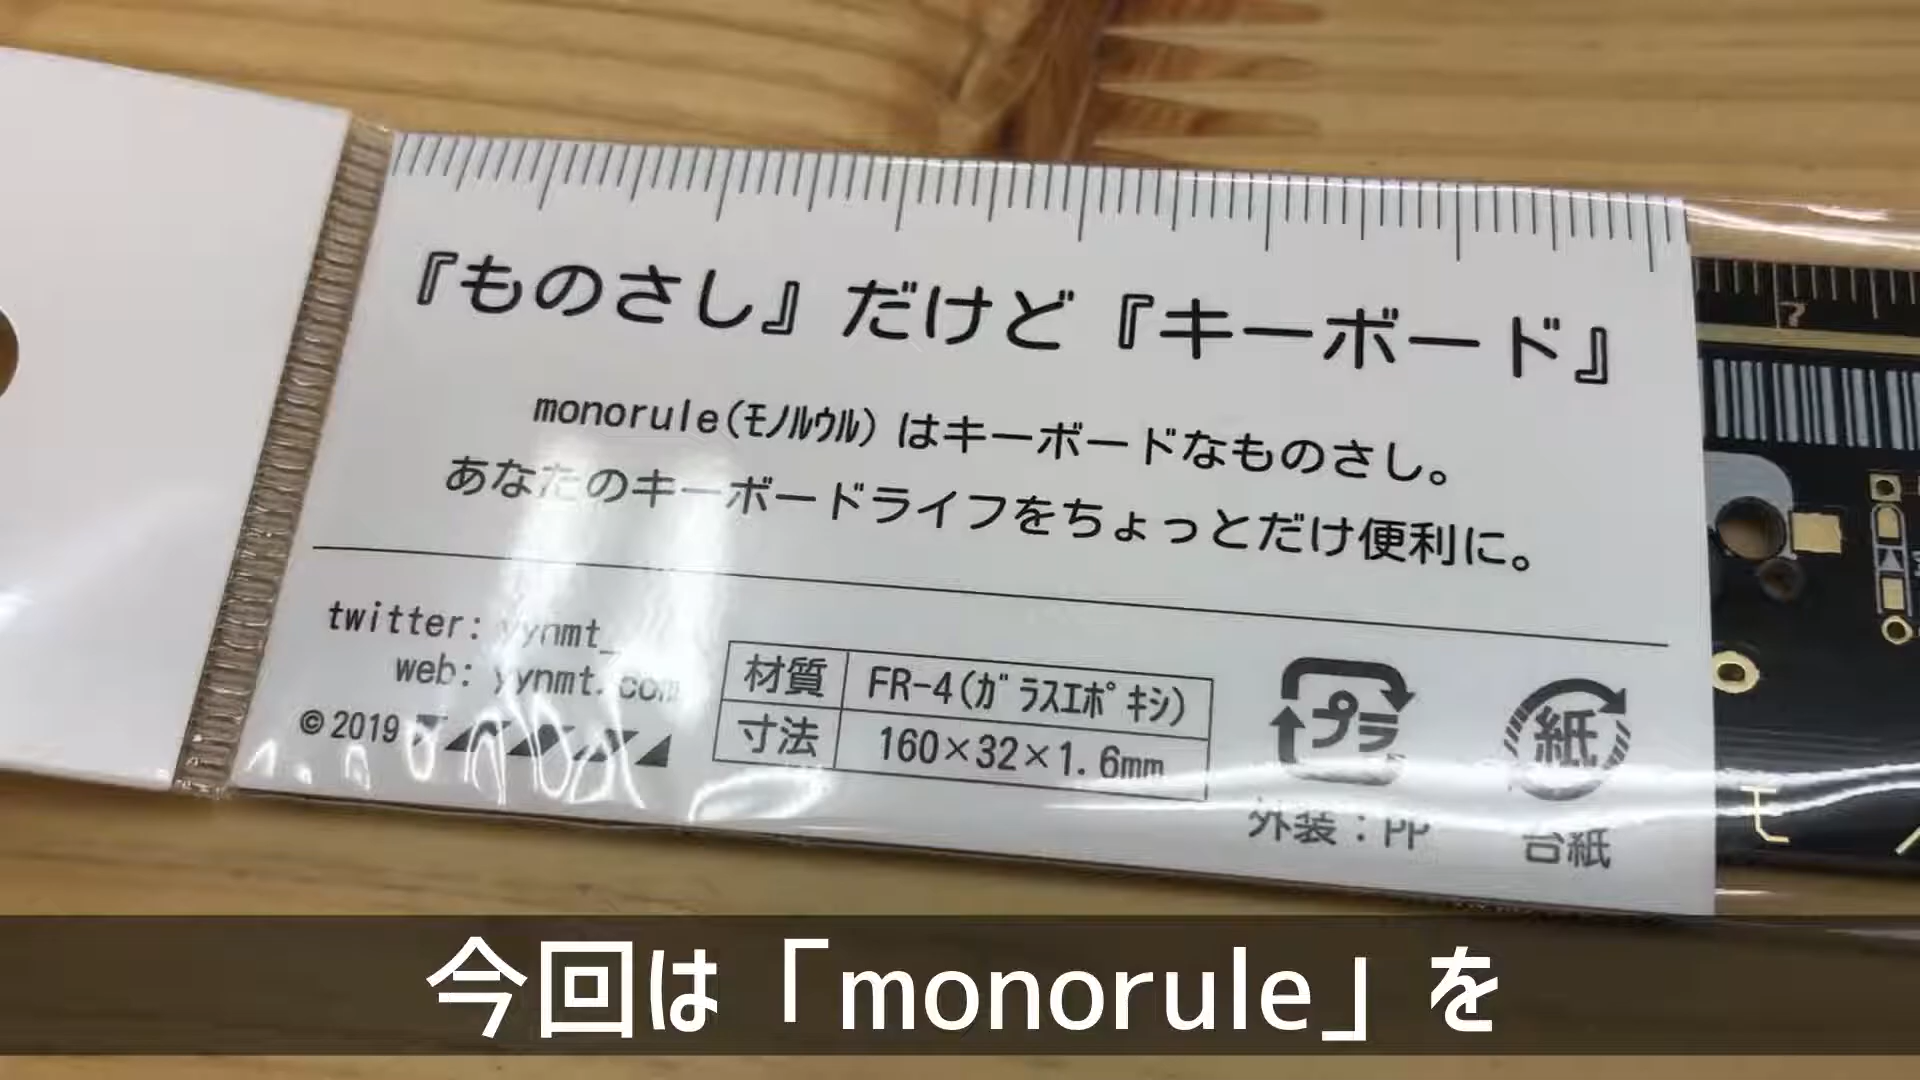 『ものさし』だけど『キーボード』
monorule(ﾓﾉﾙｳﾙ) はキーボードなものさし。
あなたのキーボードライフをちょっとだけ便利に。
twitter: yynmt_
web: yynmt.com
© 2019
材質 FR-4(ｶﾞﾗｽｴﾎﾟｷｼ)
寸法 160×32×1.6mm
プラ
外装：PP
紙
台紙
7
モノ
今回は「monorule」を